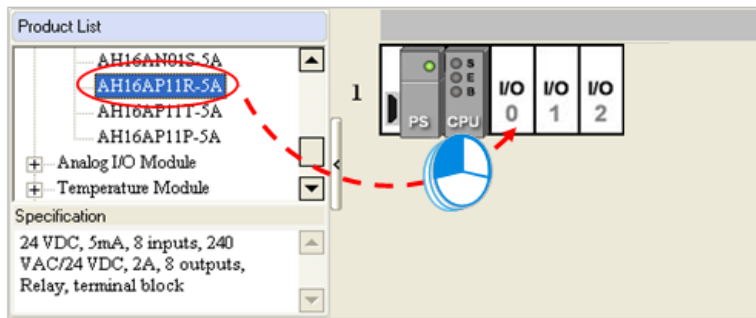 Product List
AH16AN01S-5A
AH16AP11R-5A
AH16AP11T-5A
AH16AP11P-5A
Analog I/O Module
Temperature Module
Specification
24 VDC, 5mA, 8 inputs, 240
VAC/24 VDC, 2A, 8 outputs,
Relay, terminal block
1
PS
CPU
S
E
B
I/O
0
I/O
1
I/O
2